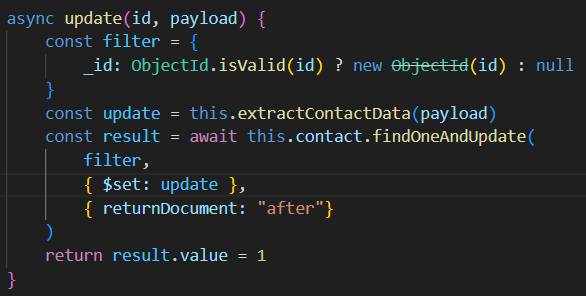 async update(id, payload) {
    const filter = {
        _id: ObjectId.isValid(id) ? new ObjectId(id) : null
    }
    const update = this.extractContactData(payload)
    const result = await this.contact.findOneAndUpdate(
        filter,
        { $set: update },
        { returnDocument: "after"}
    )
    return result.value = 1
}